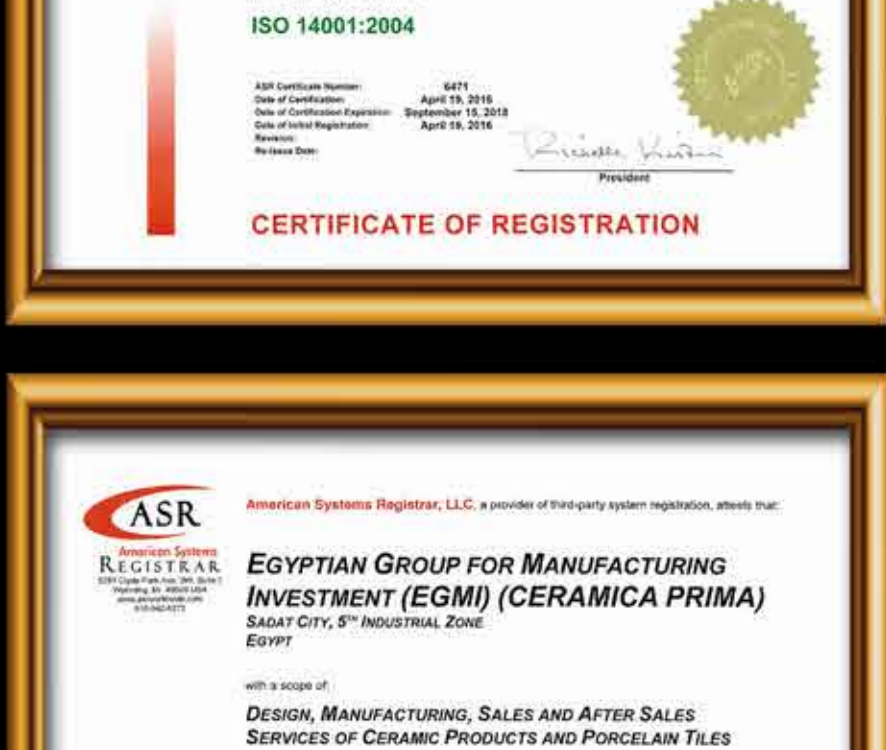 ISO 14001:2004
ASR Certificate Number: 6471
Date of Certification: April 19, 2016
Date of Certification Expiration: September 15, 2018
Date of Initial Registration: April 19, 2016
Revision:
Re-Issue Date:
President
CERTIFICATE OF REGISTRATION
ASR
American Systems
REGISTRAR
American Systems Registrar, LLC, a provider of third-party system registration, attests that:
EGYPTIAN GROUP FOR MANUFACTURING
INVESTMENT (EGMI) (CERAMICA PRIMA)
SADAT CITY, 5TH INDUSTRIAL ZONE
EGYPT
with a scope of:
DESIGN, MANUFACTURING, SALES AND AFTER SALES
SERVICES OF CERAMIC PRODUCTS AND PORCELAIN TILES